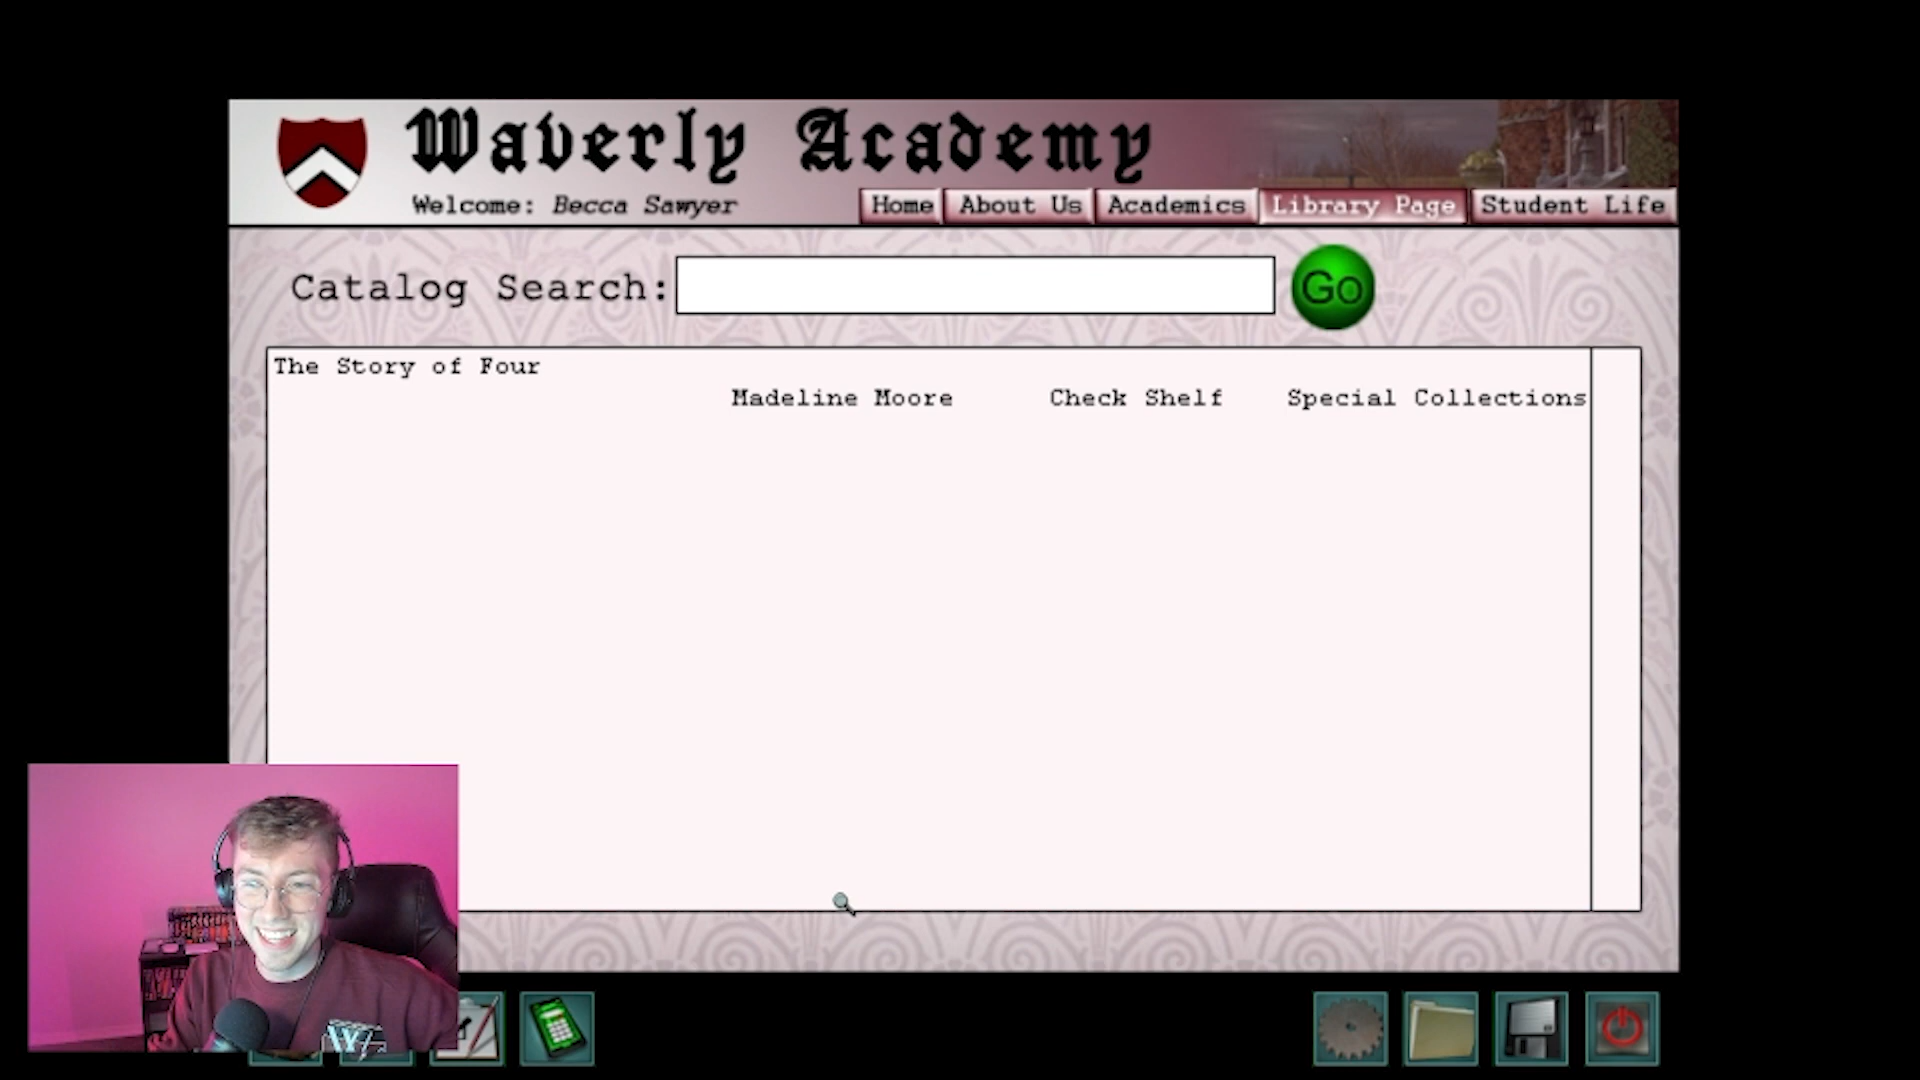 Waverly Academy
Welcome: Becca Sawyer
Home About Us Academics Library Page Student Life
Catalog Search: Go
The Story of Four
Madeline Moore Check Shelf Special Collections
W